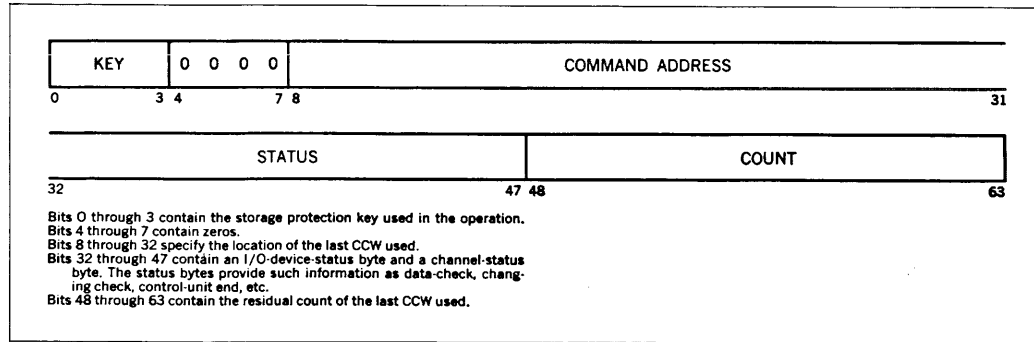 KEY 0 0 0 0 COMMAND ADDRESS
0 3 4 7 8 31
STATUS COUNT
32 47 48 63
Bits 0 through 3 contain the storage protection key used in the operation.
Bits 4 through 7 contain zeros.
Bits 8 through 32 specify the location of the last CCW used.
Bits 32 through 47 contain an I/O-device-status byte and a channel-status
byte. The status bytes provide such information as data-check, chang-
ing check, control-unit end, etc.
Bits 48 through 63 contain the residual count of the last CCW used.